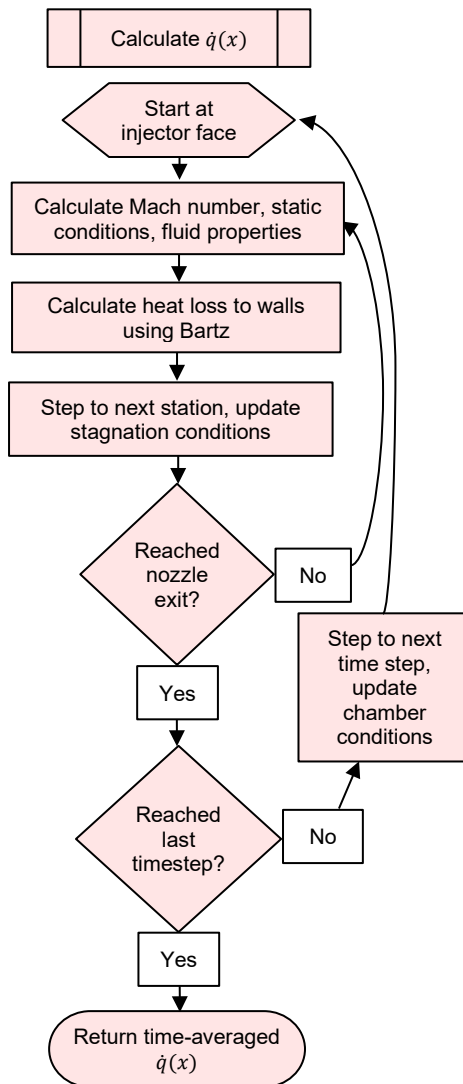 Calculate q̇(x)
Start at
injector face
Calculate Mach number, static
conditions, fluid properties
Calculate heat loss to walls
using Bartz
Step to next station, update
stagnation conditions
Reached
nozzle
exit?
No
Yes
Step to next
time step,
update
chamber
conditions
Reached
last
timestep?
No
Yes
Return time-averaged
q̇(x)